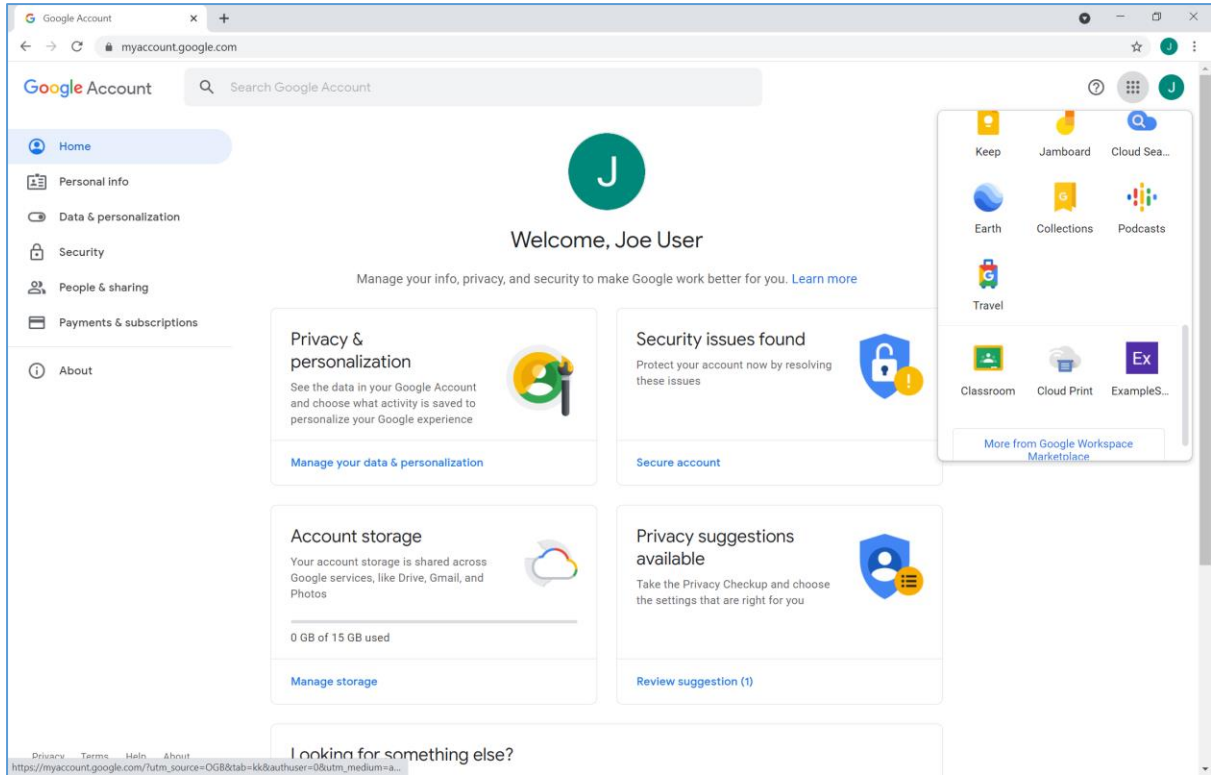 Google Account
myaccount.google.com
J
Google Account
Search Google Account
J
Home
Personal info
Data & personalization
Security
People & sharing
Payments & subscriptions
About
J
Welcome, Joe User
Manage your info, privacy, and security to make Google work better for you. Learn more
Privacy &
personalization
See the data in your Google Account
and choose what activity is saved to
personalize your Google experience
Manage your data & personalization
Security issues found
Protect your account now by resolving
these issues
Secure account
Account storage
Your account storage is shared across
Google services, like Drive, Gmail, and
Photos
0 GB of 15 GB used
Manage storage
Privacy suggestions
available
Take the Privacy Checkup and choose
the settings that are right for you
Review suggestion (1)
Looking for something else?
Keep Jamboard Cloud Sea...
Earth Collections Podcasts
Travel
Ex
Classroom Cloud Print ExampleS...
More from Google Workspace
Marketplace
Privacy Terms Help About
https://myaccount.google.com/?utm_source=OGB&tab=kk&authuser=0&utm_medium=a...